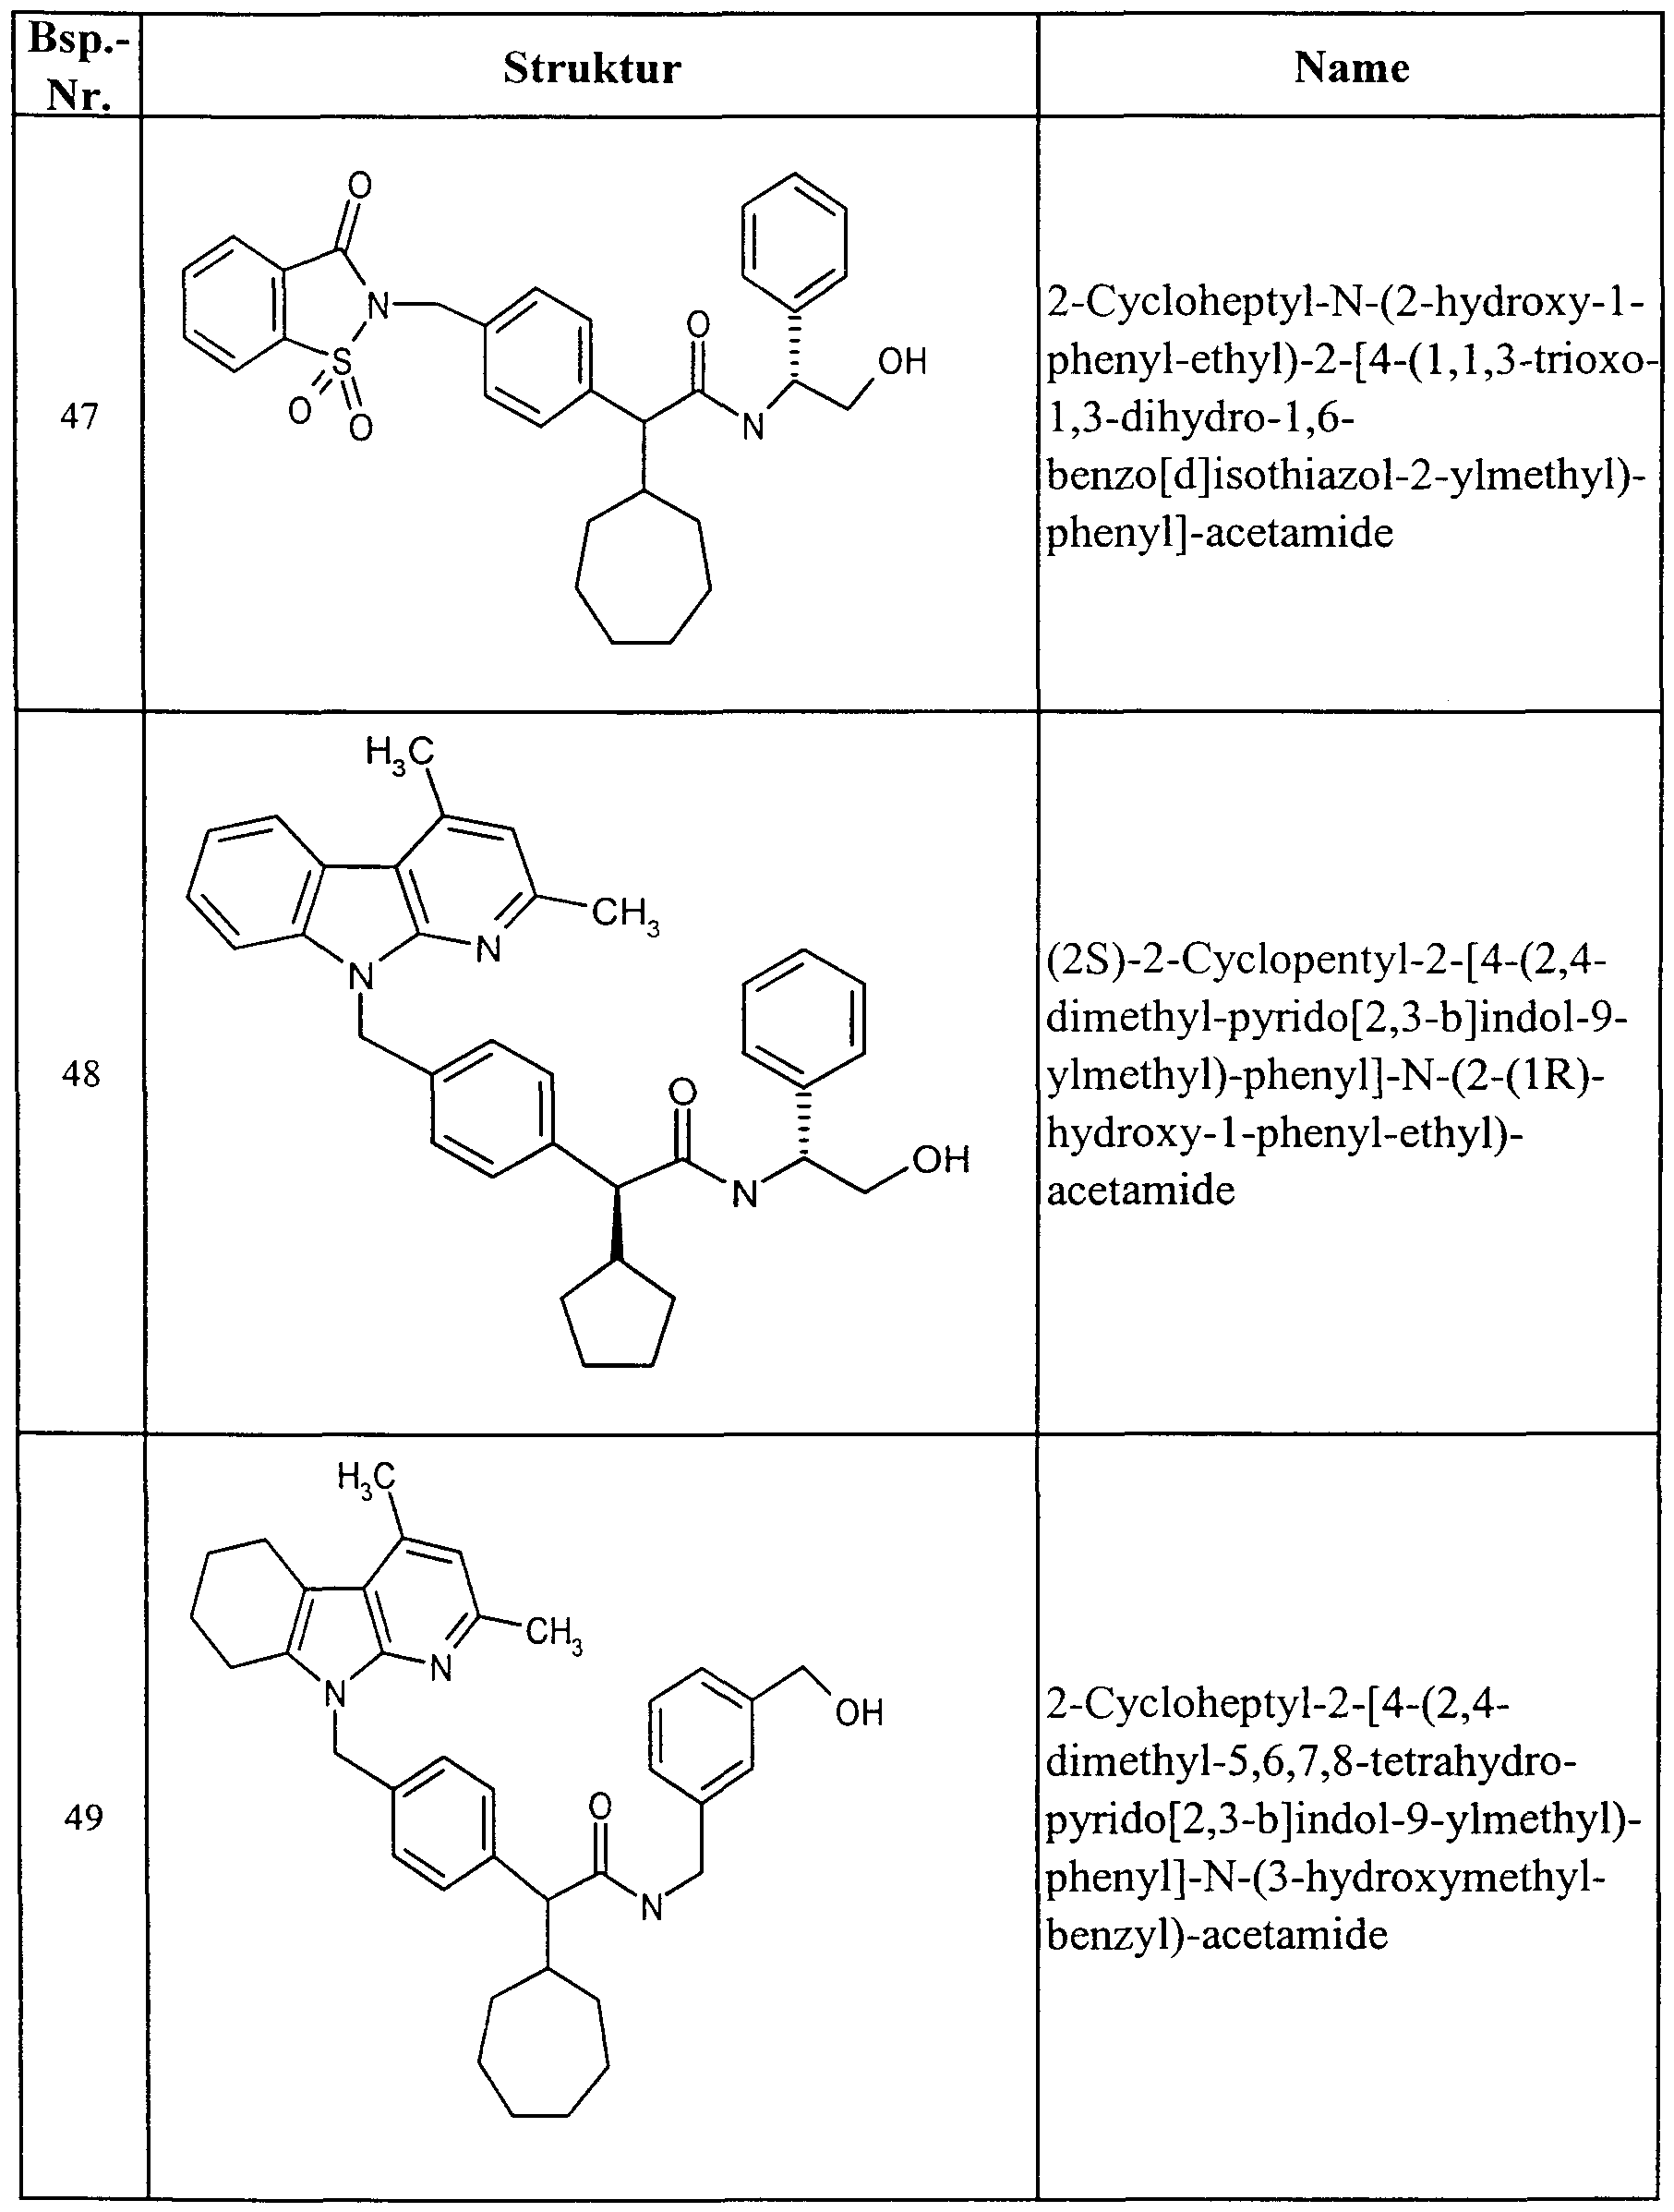 Bsp.-
Nr.
Struktur
Name
47
O
N
S
O
O
O
N
OH
2-Cycloheptyl-N-(2-hydroxy-1-
phenyl-ethyl)-2-[4-(1,1,3-trioxo-
1,3-dihydro-1,6-
benzo[d]isothiazol-2-ylmethyl)-
phenyl]-acetamide
48
H3C
CH3
N
N
O
N
OH
(2S)-2-Cyclopentyl-2-[4-(2,4-
dimethyl-pyrido[2,3-b]indol-9-
ylmethyl)-phenyl]-N-(2-(1R)-
hydroxy-1-phenyl-ethyl)-
acetamide
49
H3C
CH3
N
N
OH
O
N
2-Cycloheptyl-2-[4-(2,4-
dimethyl-5,6,7,8-tetrahydro-
pyrido[2,3-b]indol-9-ylmethyl)-
phenyl]-N-(3-hydroxymethyl-
benzyl)-acetamide